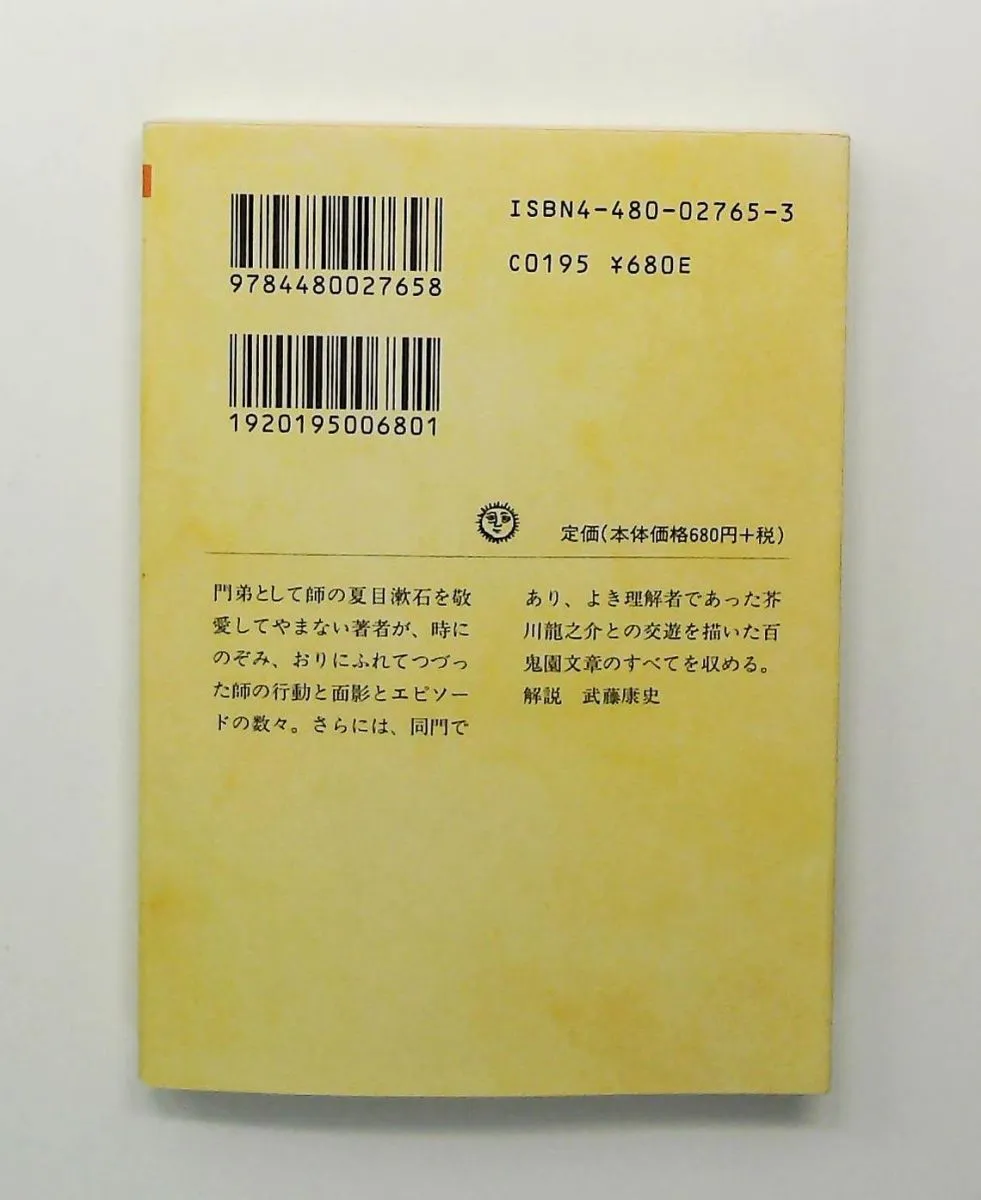 9784480027658
ISBN4-480-02765-3
C0195 ¥680E
1920195006801
定価(本体価格680円+税)
門弟として師の夏目漱石を敬
愛してやまない著者が、時に
のぞみ、おりにふれてつづっ
た師の行動と面影とエピソー
ドの数々。さらには、同門で
あり、よき理解者であった芥
川龍之介との交遊を描いた百
鬼園文章のすべてを収める。
解説 武藤康史